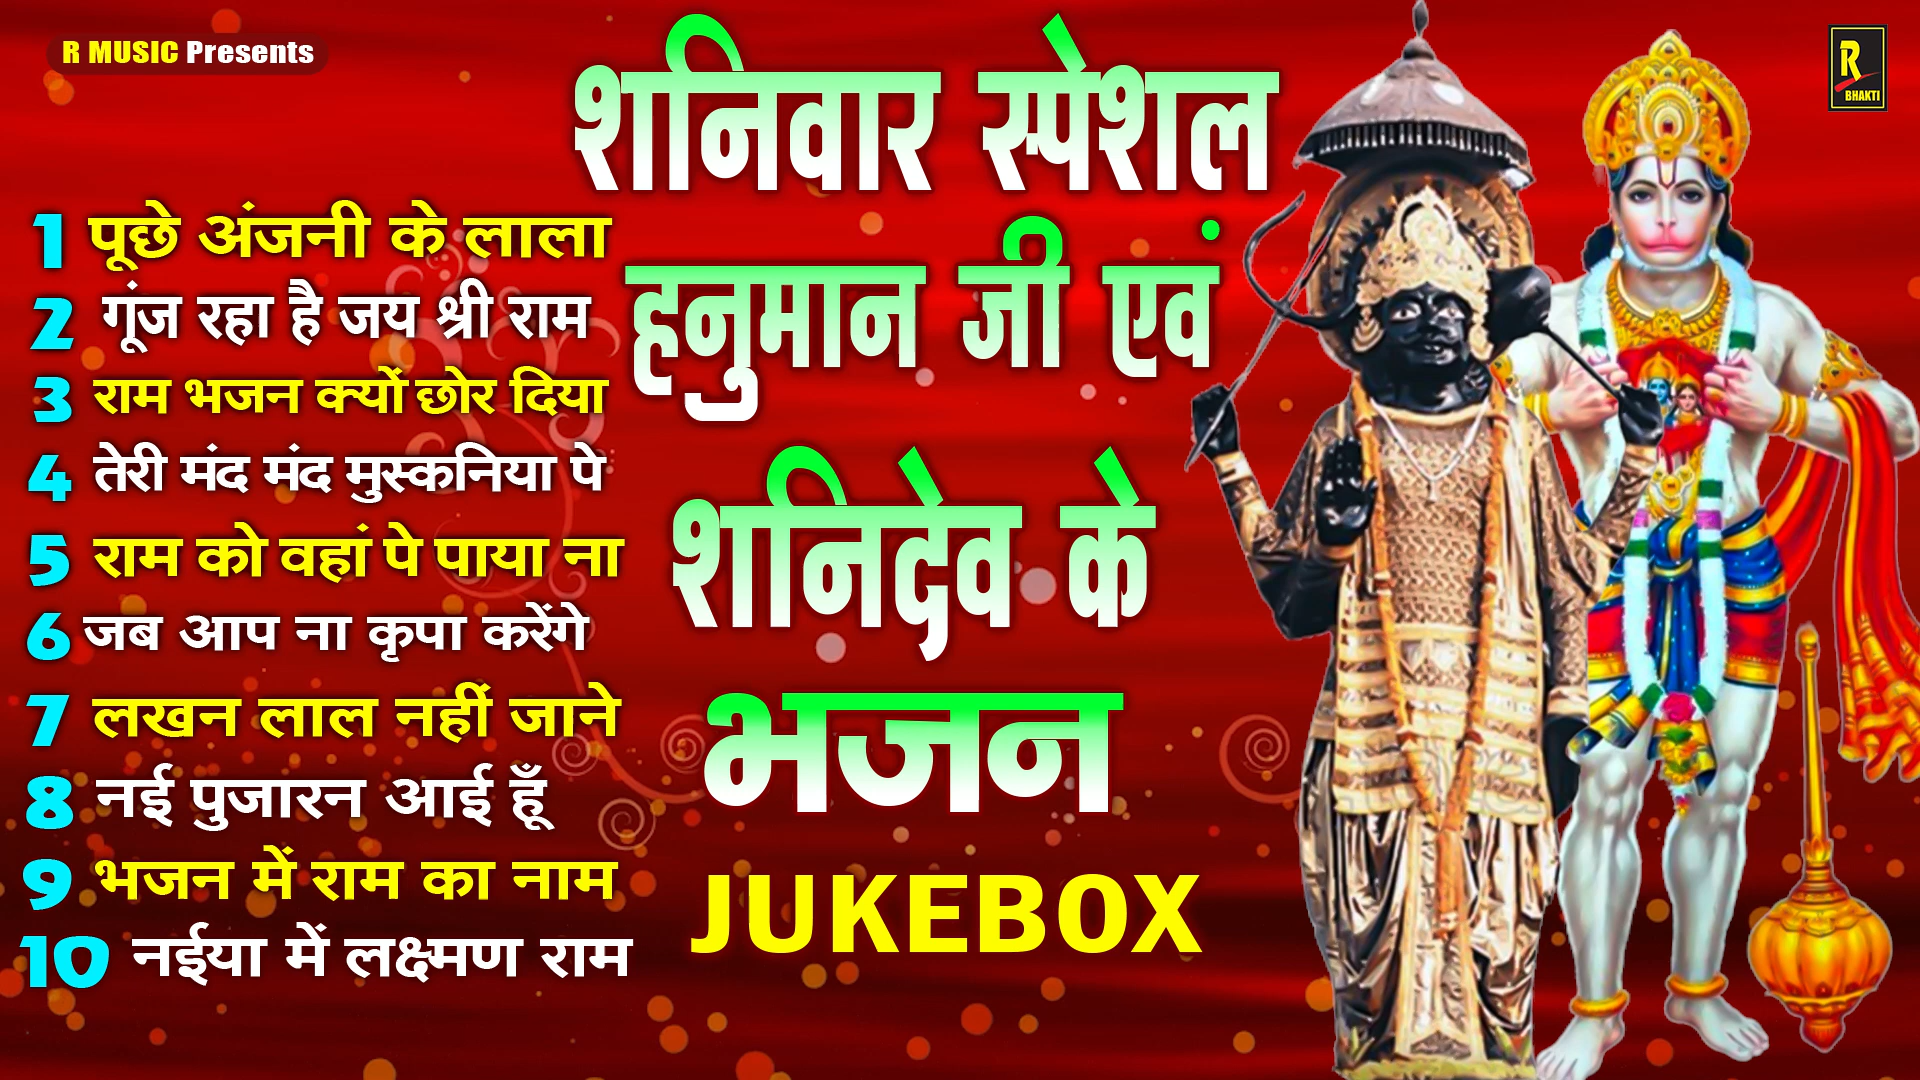 R MUSIC Presents
R
BHAKTI
शनिवार स्पेशल
हनुमान जी एवं
शनिदेव के
भजन
JUKEBOX
1 पूछे अंजनी के लाला
2 गूंज रहा है जय श्री राम
3 राम भजन क्यों छोर दिया
4 तेरी मंद मंद मुस्कनिया पे
5 राम को वहां पे पाया ना
6 जब आप ना कृपा करेंगे
7 लखन लाल नहीं जाने
8 नई पुजारन आई हूँ
9 भजन में राम का नाम
10 नईया में लक्ष्मण राम